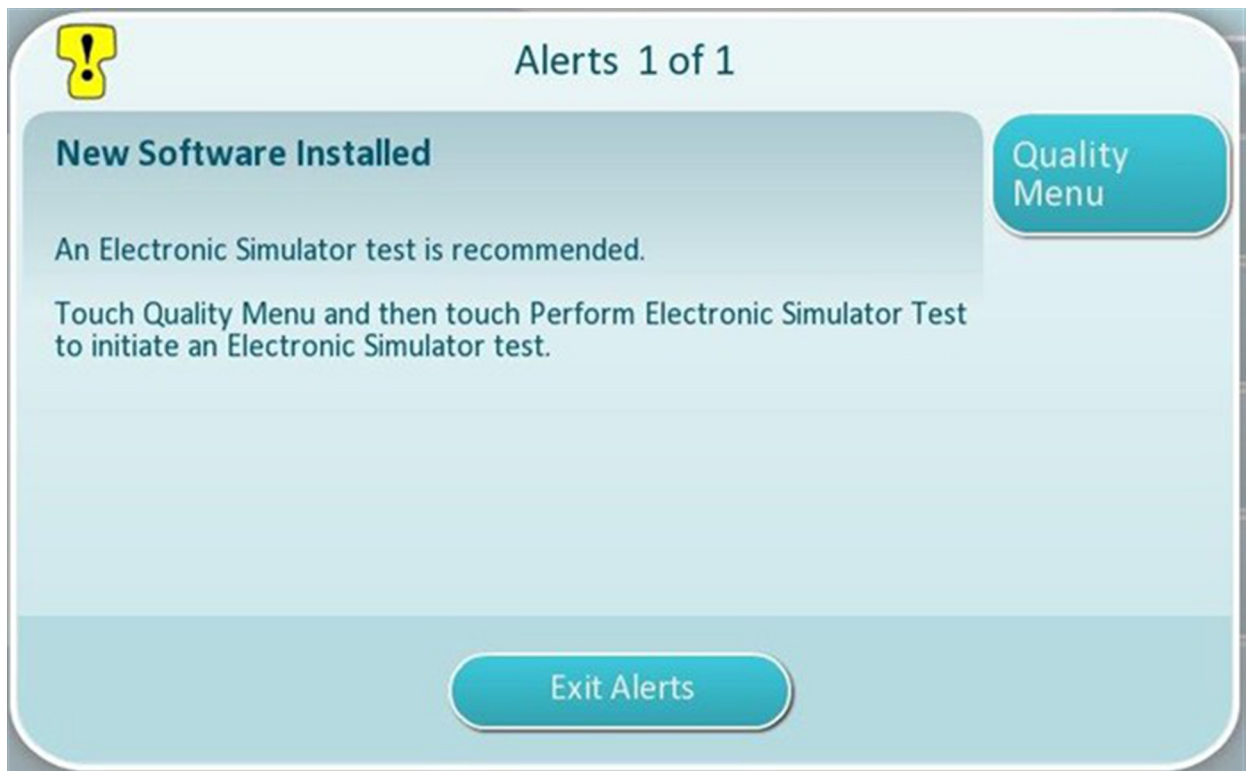 Alerts 1 of 1
New Software Installed
Quality
Menu
An Electronic Simulator test is recommended.
Touch Quality Menu and then touch Perform Electronic Simulator Test
to initiate an Electronic Simulator test.
Exit Alerts